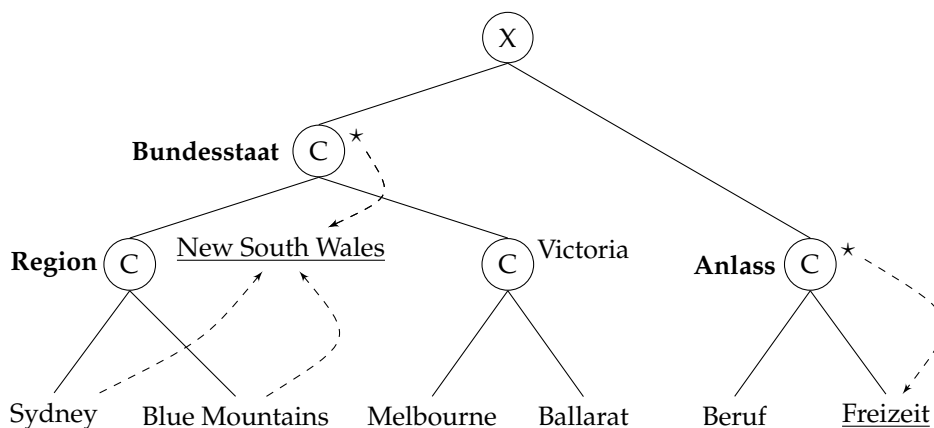 X
Bundesstaat C ⋆
Region C New South Wales C Victoria Anlass C ⋆
Sydney Blue Mountains Melbourne Ballarat Beruf Freizeit